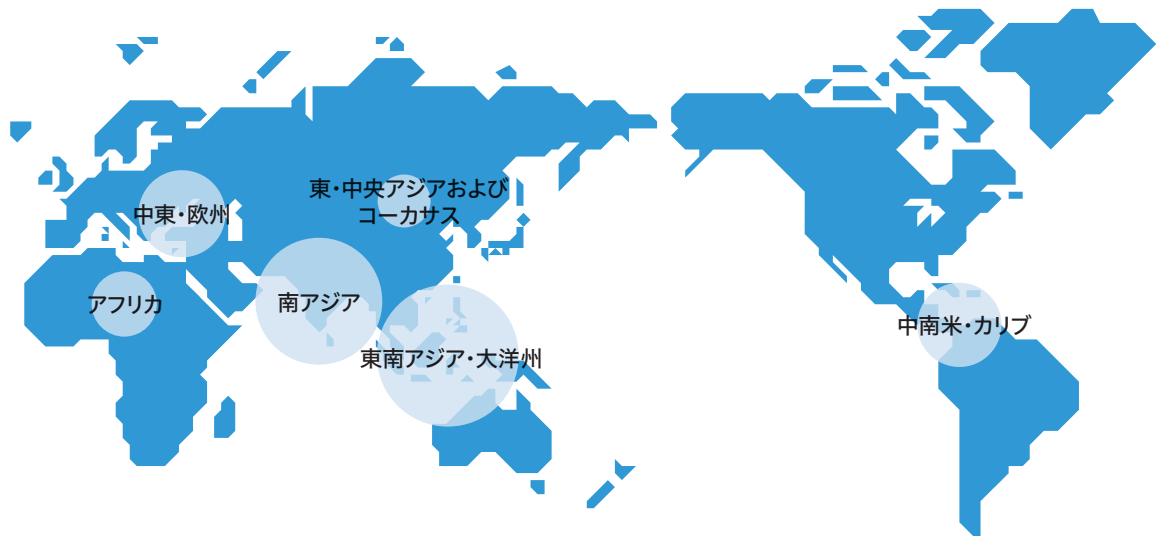 東・中央アジアおよび
コーカサス
中東・欧州
アフリカ
南アジア
東南アジア・大洋州
中南米・カリブ